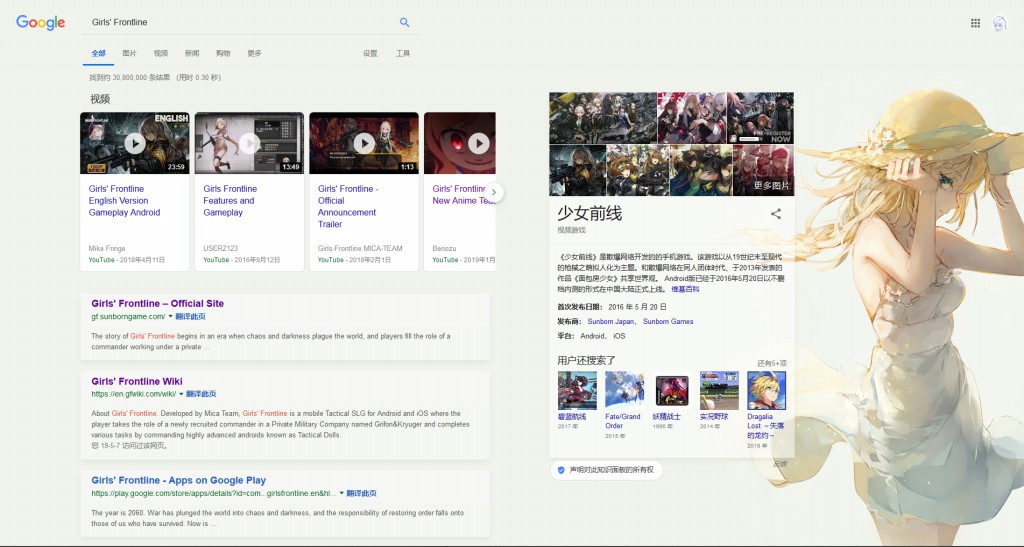 Google
Girls' Frontline
全部 图片 视频 新闻 购物 更多 设置 工具
找到约 30,800,000 条结果 （用时 0.30 秒）
视频
ENGLISH
23:59
13:49
1:13
Girls' Frontline
English Version
Gameplay Android
Mike Fringe
YouTube - 2018年4月11日
Girls Frontline
Features and
Gameplay
USERZ123
YouTube - 2016年9月12日
Girls' Frontline -
Official
Announcement
Trailer
Girls-Frontline MICA-TEAM
YouTube - 2018年2月1日
Girls' Frontline
New Anime Tea
Beriozu
YouTube - 2019年1月
Girls' Frontline – Official Site
gf.sunborngame.com/ 翻译此页
The story of Girls' Frontline begins in an era when chaos and darkness plague the world, and players fill the role of a
commander working under a private ...
Girls' Frontline Wiki
https://en.gfwiki.com/wiki/ 翻译此页
About Girls' Frontline. Developed by Mica Team, Girls' Frontline is a mobile Tactical SLG for Android and iOS where the
player takes the role of a newly recruited commander in a Private Military Company named Grifon&Kryuger and completes
various tasks by commanding highly advanced androids known as Tactical Dolls.
您 19-5-7 访问过该网页。
Girls' Frontline - Apps on Google Play
https://play.google.com/store/apps/details?id=com...girlsfrontline.en&hl... 翻译此页
The year is 2060. War has plunged the world into chaos and darkness, and the responsibility of restoring order falls onto
those of us who have survived. Now is ...
NOW
更多图片
少女前线
视频游戏
《少女前线》是散爆网络开发的的手机游戏。该游戏以从19世纪末至现代
的枪械之萌拟人化为主题。和散爆网络在同人团体时代、于2013年发表的
作品《面包房少女》共享世界观。 Android版已经于2016年5月20日以不删
档内测的形式在中国大陆正式上线。 维基百科
首次发布日期： 2016 年 5 月 20 日
发布商： Sunborn Japan、 Sunborn Games
平台： Android、 iOS
用户还搜索了
还有5+项
碧蓝航线
2017 年
Fate/Grand
Order
2015 年
妖精战士
1995 年
实况野球
2014 年
Dragalia
Lost ～失落
的龙约～
2018 年
反馈
声明对此知识面板的所有权